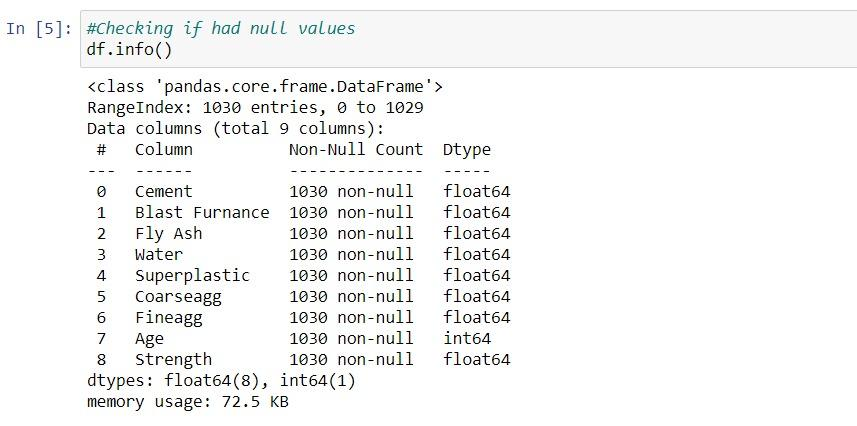 In [5]: #Checking if had null values
df.info()
<class 'pandas.core.frame.DataFrame'>
RangeIndex: 1030 entries, 0 to 1029
Data columns (total 9 columns):
 #   Column          Non-Null Count  Dtype
---  ------          --------------  -----
 0   Cement          1030 non-null   float64
 1   Blast Furnance  1030 non-null   float64
 2   Fly Ash         1030 non-null   float64
 3   Water           1030 non-null   float64
 4   Superplastic    1030 non-null   float64
 5   Coarseagg       1030 non-null   float64
 6   Fineagg         1030 non-null   float64
 7   Age             1030 non-null   int64
 8   Strength        1030 non-null   float64
dtypes: float64(8), int64(1)
memory usage: 72.5 KB